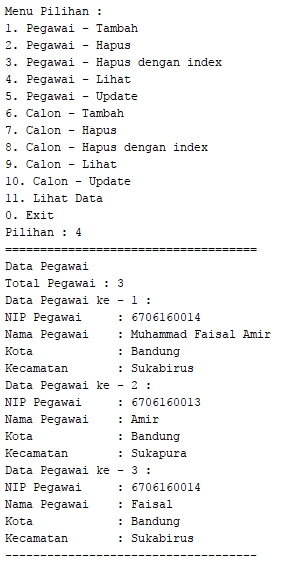 Menu Pilihan :
1. Pegawai - Tambah
2. Pegawai - Hapus
3. Pegawai - Hapus dengan index
4. Pegawai - Lihat
5. Pegawai - Update
6. Calon - Tambah
7. Calon - Hapus
8. Calon - Hapus dengan index
9. Calon - Lihat
10. Calon - Update
11. Lihat Data
0. Exit
Pilihan : 4
====================================
Data Pegawai
Total Pegawai : 3
Data Pegawai ke - 1 :
NIP Pegawai     : 6706160014
Nama Pegawai    : Muhammad Faisal Amir
Kota            : Bandung
Kecamatan       : Sukabirus
Data Pegawai ke - 2 :
NIP Pegawai     : 6706160013
Nama Pegawai    : Amir
Kota            : Bandung
Kecamatan       : Sukapura
Data Pegawai ke - 3 :
NIP Pegawai     : 6706160014
Nama Pegawai    : Faisal
Kota            : Bandung
Kecamatan       : Sukabirus
------------------------------------